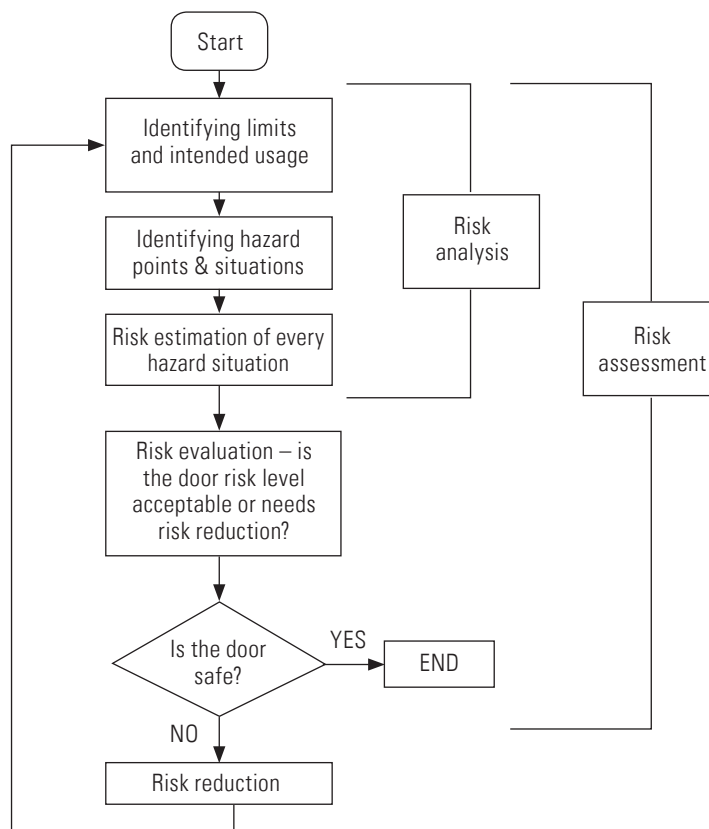 Start
Identifying limits
and intended usage
Identifying hazard
points & situations
Risk
analysis
Risk estimation of every
hazard situation
Risk
assessment
Risk evaluation – is
the door risk level
acceptable or needs
risk reduction?
Is the door
safe?
YES
END
NO
Risk reduction